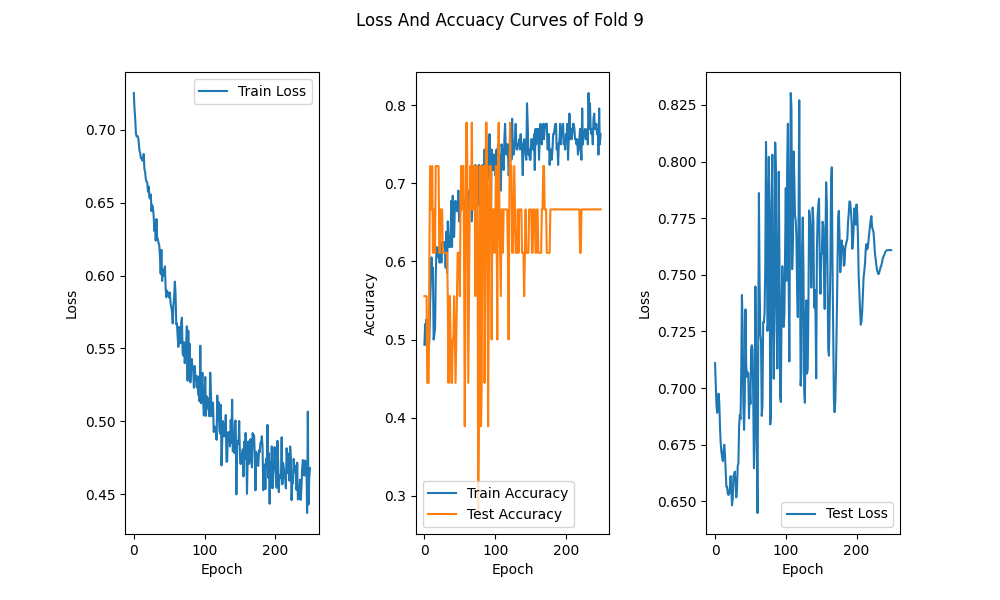 Loss And Accuacy Curves of Fold 9
Train Loss
0.70
0.65
0.60
0.55
0.50
0.45
Loss
0
100
200
Epoch
0.8
0.7
0.6
0.5
0.4
0.3
Accuracy
Train Accuracy
Test Accuracy
0
100
200
Epoch
0.825
0.800
0.775
0.750
0.725
0.700
0.675
0.650
Loss
Test Loss
0
100
200
Epoch